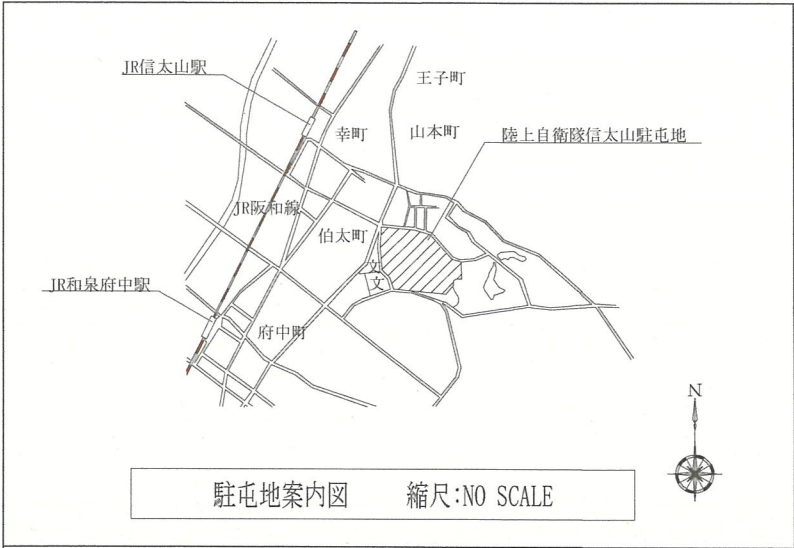 JR信太山駅
王子町
幸町
山本町
陸上自衛隊信太山駐屯地
JR阪和線
伯太町
文
文
JR和泉府中駅
府中町
N
駐屯地案内図 縮尺:NO SCALE